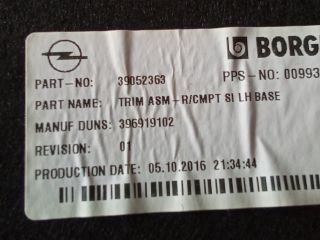 BORG
PART-NO: 39052363
PPS-NO: 00993
PART NAME: TRIM ASM-R/CMPT SI LH BASE
MANUF DUNS: 396919102
REVISION: 01
PRODUCTION DATE: 05.10.2016 21:34:44